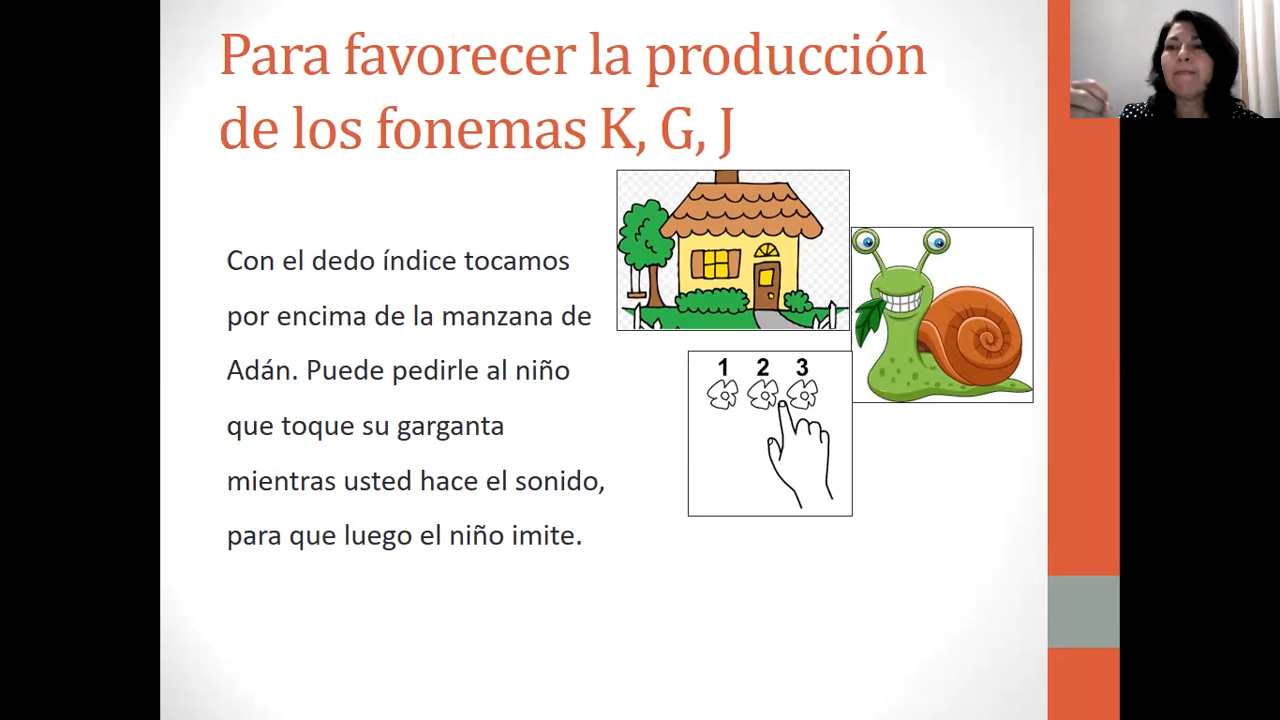 Para favorecer la producción
de los fonemas K, G, J
Con el dedo índice tocamos
por encima de la manzana de
Adán. Puede pedirle al niño
que toque su garganta
mientras usted hace el sonido,
para que luego el niño imite.
1 2 3